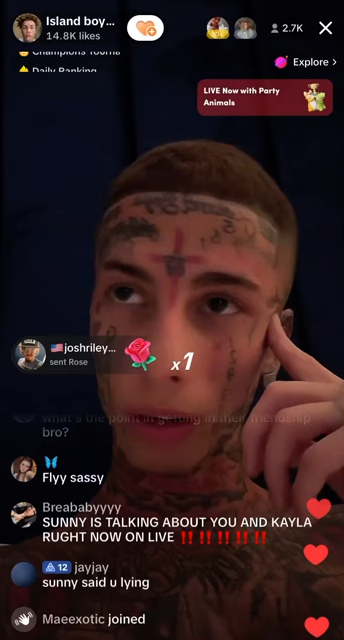 Island boy...
14.8K likes
2.7K
Champions Tourna
Daily Ranking
Explore >
LIVE Now with Party
Animals
joshriley...
sent Rose
x1
what's the point in getting in their friendship
bro?
Flyy sassy
Breababyyyy
SUNNY IS TALKING ABOUT YOU AND KAYLA
RUGHT NOW ON LIVE ‼️‼️‼️‼️‼️
12 jayjay
sunny said u lying
Maeexotic joined